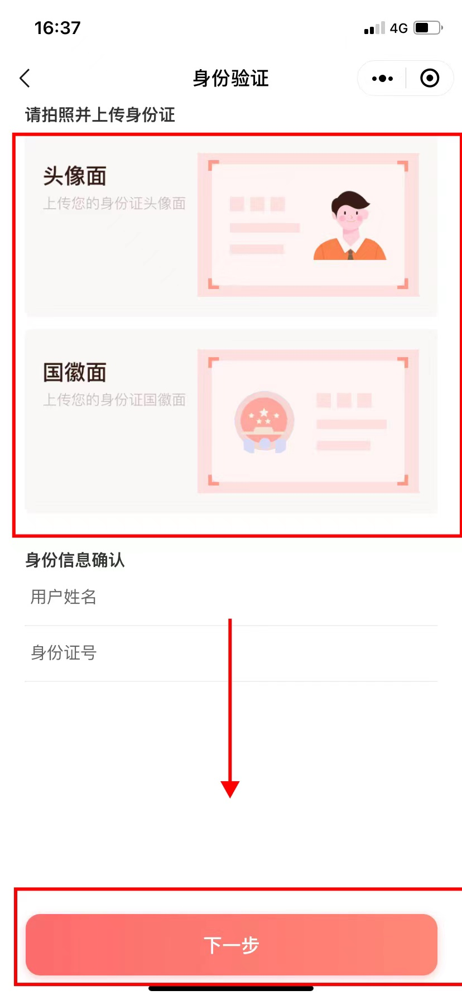 16:37
4G
身份验证
请拍照并上传身份证
头像面
上传您的身份证头像面
国徽面
上传您的身份证国徽面
身份信息确认
用户姓名
身份证号
下一步